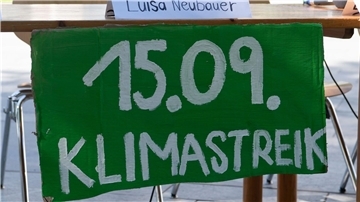 Luisa Neubauer
15.09.
KLIMASTREIK